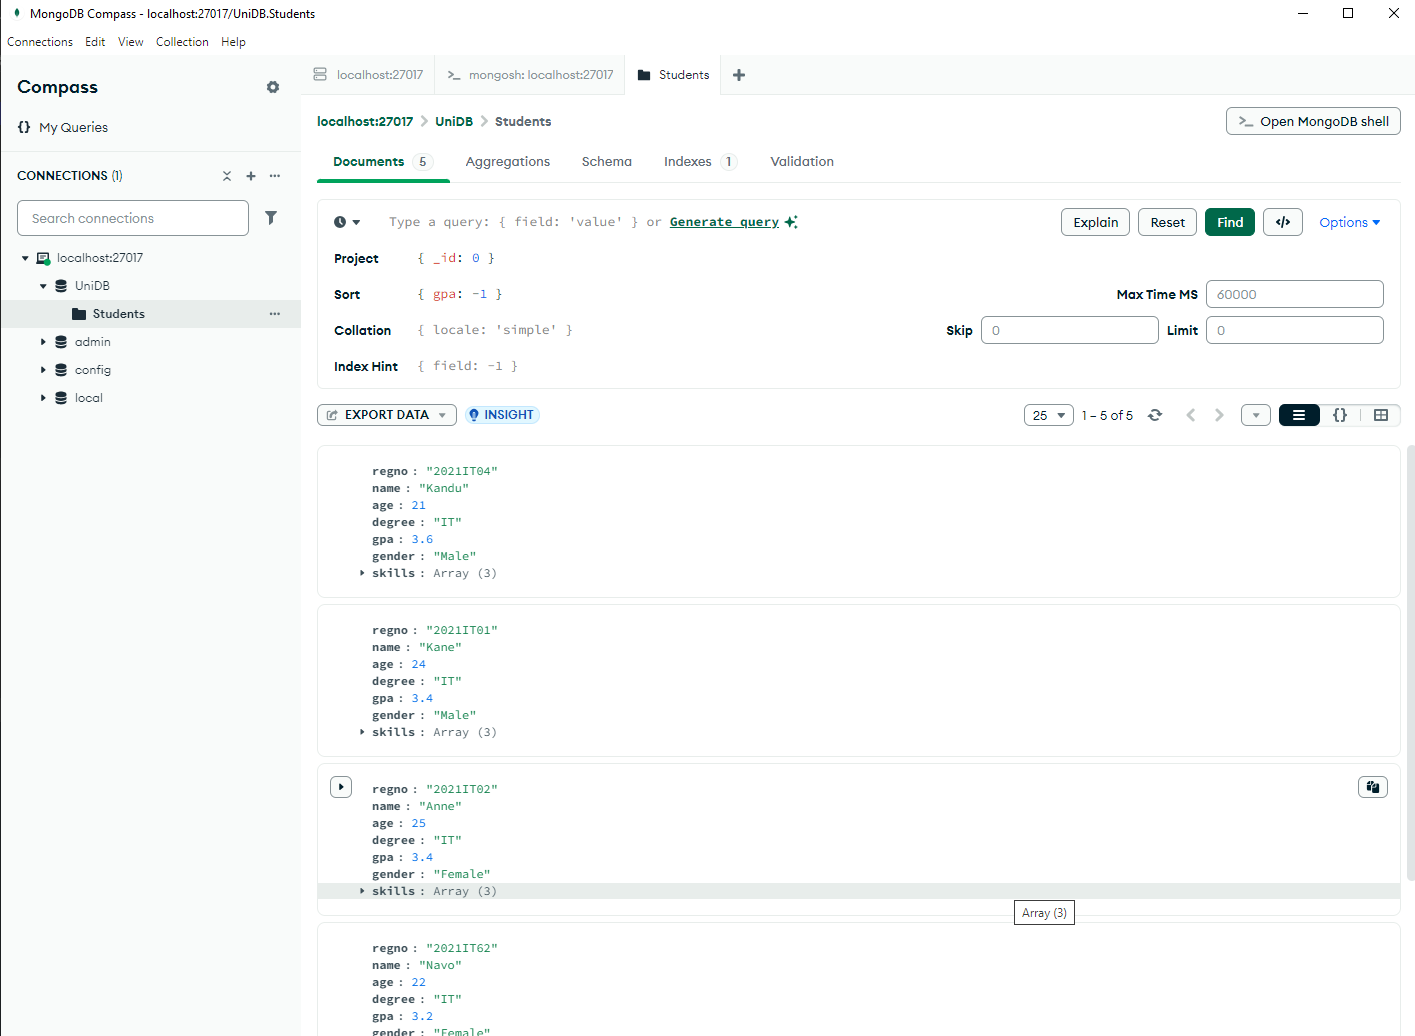 MongoDB Compass - localhost:27017/UniDB.Students
Connections Edit View Collection Help
Compass
My Queries
CONNECTIONS (1)
Search connections
localhost:27017
UniDB
Students
admin
config
local
localhost:27017
mongosh: localhost:27017
Students
localhost:27017 > UniDB > Students
Open MongoDB shell
Documents 5 Aggregations Schema Indexes 1 Validation
Type a query: { field: 'value' } or Generate query
Explain Reset Find </> Options
Project { _id: 0 }
Sort { gpa: -1 }
Max Time MS 60000
Collation { locale: 'simple' }
Skip 0 Limit 0
Index Hint { field: -1 }
EXPORT DATA INSIGHT
25 1 – 5 of 5 {}
regno : "2021IT04"
name : "Kandu"
age : 21
degree : "IT"
gpa : 3.6
gender : "Male"
skills : Array (3)
regno : "2021IT01"
name : "Kane"
age : 24
degree : "IT"
gpa : 3.4
gender : "Male"
skills : Array (3)
regno : "2021IT02"
name : "Anne"
age : 25
degree : "IT"
gpa : 3.4
gender : "Female"
skills : Array (3)
Array (3)
regno : "2021IT62"
name : "Navo"
age : 22
degree : "IT"
gpa : 3.2
gender : "Female"